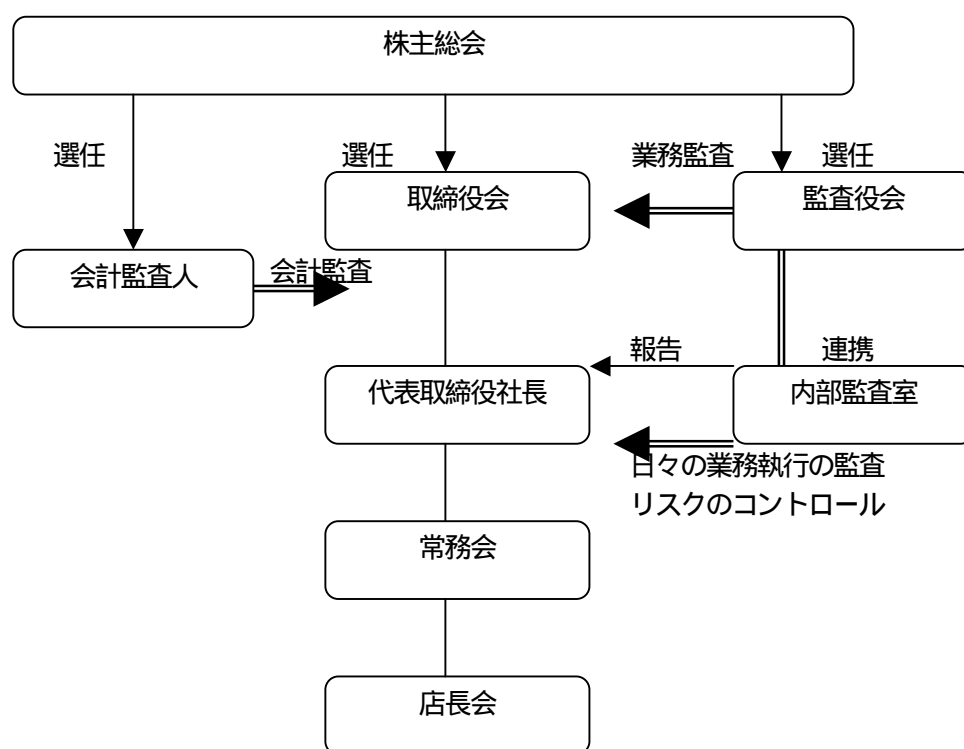 株主総会
選任
選任
業務監査
選任
取締役会
監査役会
会計監査人
会計監査
報告
連携
代表取締役社長
内部監査室
日々の業務執行の監査
リスクのコントロール
常務会
店長会